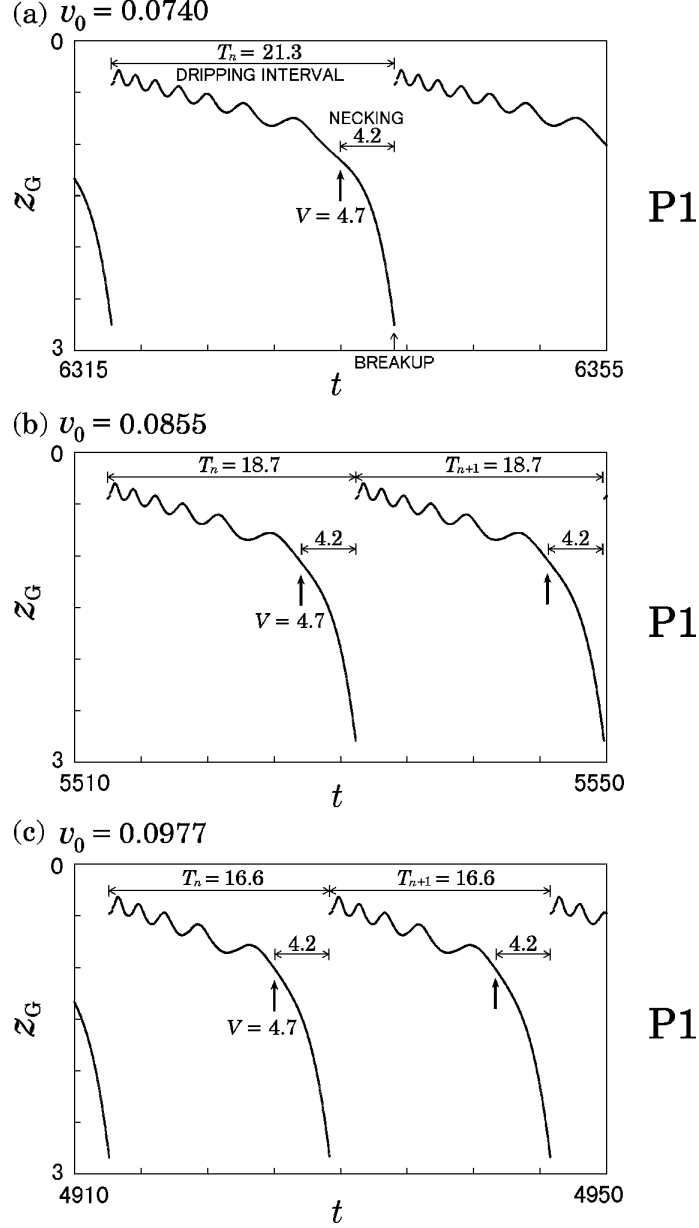 (a) v₀ = 0.0740
0
Tₙ = 21.3
DRIPPING INTERVAL
NECKING
4.2
V = 4.7
z_G
P1
3
6315
t
BREAKUP
6355
(b) v₀ = 0.0855
0
Tₙ = 18.7
Tₙ₊₁ = 18.7
4.2
4.2
V = 4.7
z_G
P1
3
5510
t
5550
(c) v₀ = 0.0977
0
Tₙ = 16.6
Tₙ₊₁ = 16.6
4.2
4.2
V = 4.7
z_G
P1
3
4910
t
4950